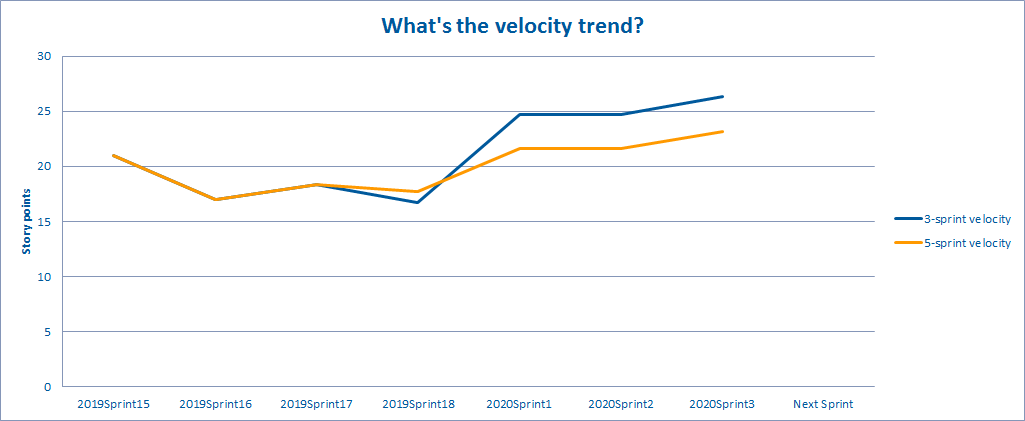 What's the velocity trend?
30
25
20
15
10
5
0
Story points
2019Sprint15
2019Sprint16
2019Sprint17
2019Sprint18
2020Sprint1
2020Sprint2
2020Sprint3
Next Sprint
3-sprint velocity
5-sprint velocity